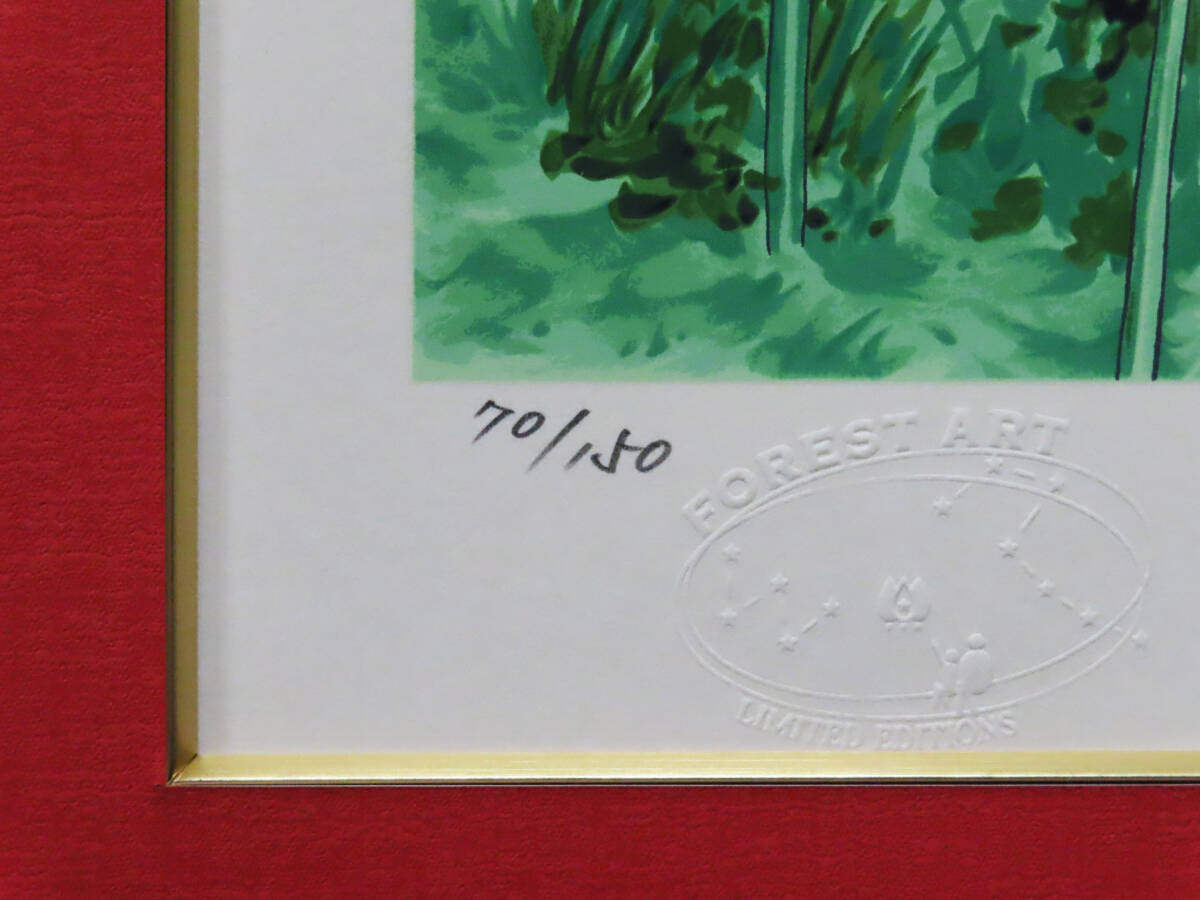 70/150
FOREST ART
LIMITED EDITIONS